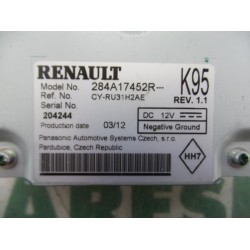 RENAULT
Model No. 284A17452R---
K95
Ref. No. CY-RU31H2AE
REV. 1.1
Serial No.
204244
DC 12V
Production date 03/12
Negative Ground
Panasonic Automotive Systems Czech, s.r.o.
Pardubice, Czech Republic
HH7